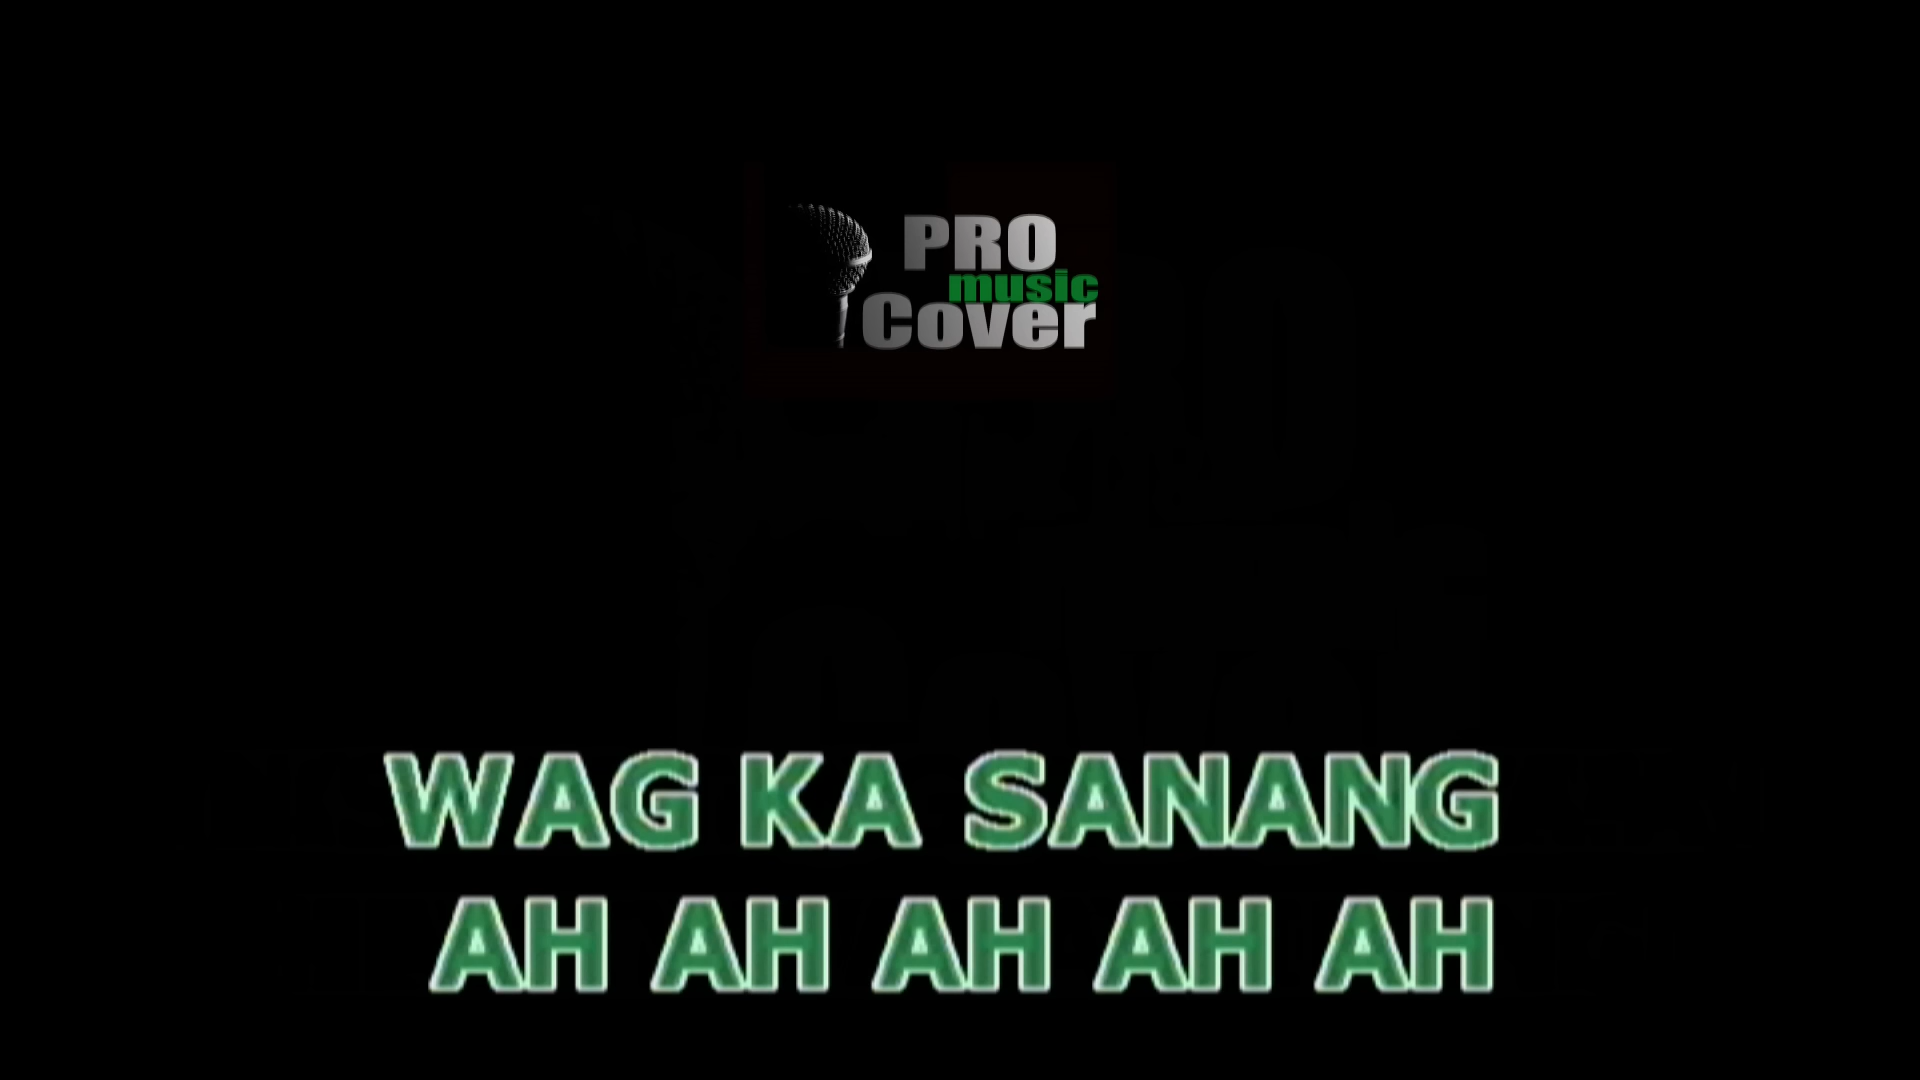 PRO
music
Cover
WAG KA SANANG
AH AH AH AH AH